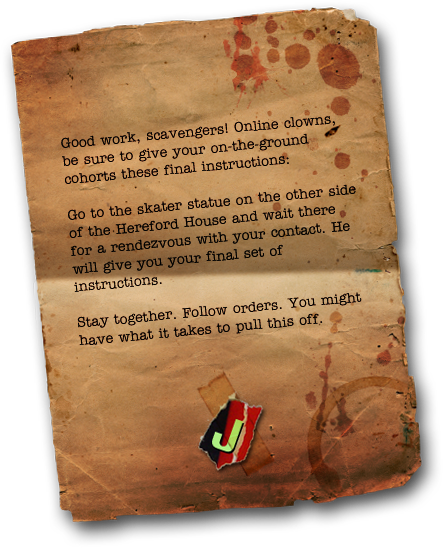 Good work, scavengers! Online clowns,
be sure to give your on-the-ground
cohorts these final instructions:
Go to the skater statue on the other side
of the Hereford House and wait there
for a rendezvous with your contact. He
will give you your final set of
instructions.
Stay together. Follow orders. You might
have what it takes to pull this off.
J